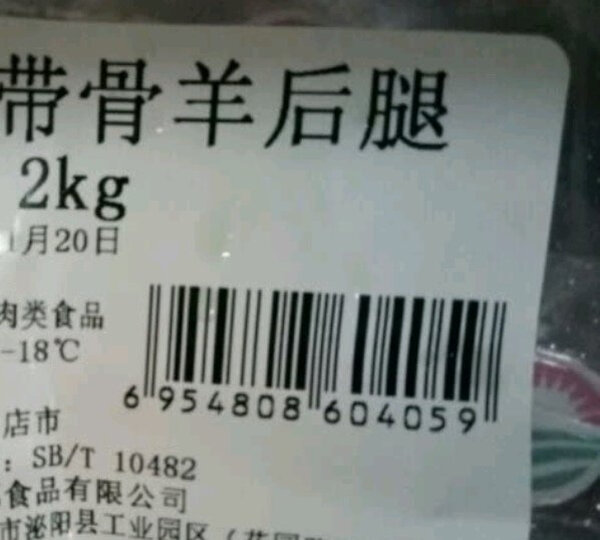 带骨羊后腿
2kg
1月20日
肉类食品
-18℃
6 954808 604059
店市
: SB/T 10482
食品有限公司
市泌阳县工业园区(